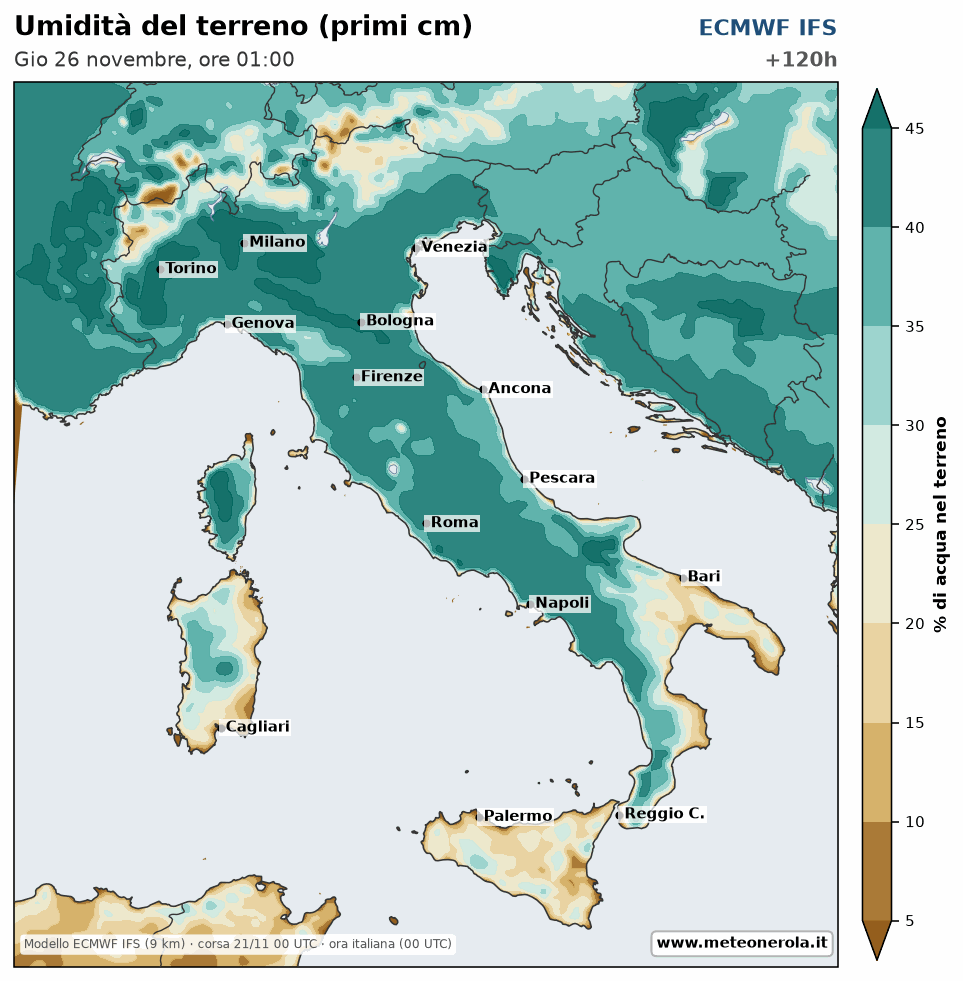 Umidità del terreno (primi cm)
ECMWF IFS
Gio 26 novembre, ore 01:00
+120h
Milano
Venezia
Torino
Genova
Bologna
Firenze
Ancona
Pescara
Roma
Bari
Napoli
Cagliari
Palermo
Reggio C.
45
40
35
30
25
20
15
10
5
% di acqua nel terreno
Modello ECMWF IFS (9 km) · corsa 21/11 00 UTC · ora italiana (00 UTC)
www.meteonerola.it